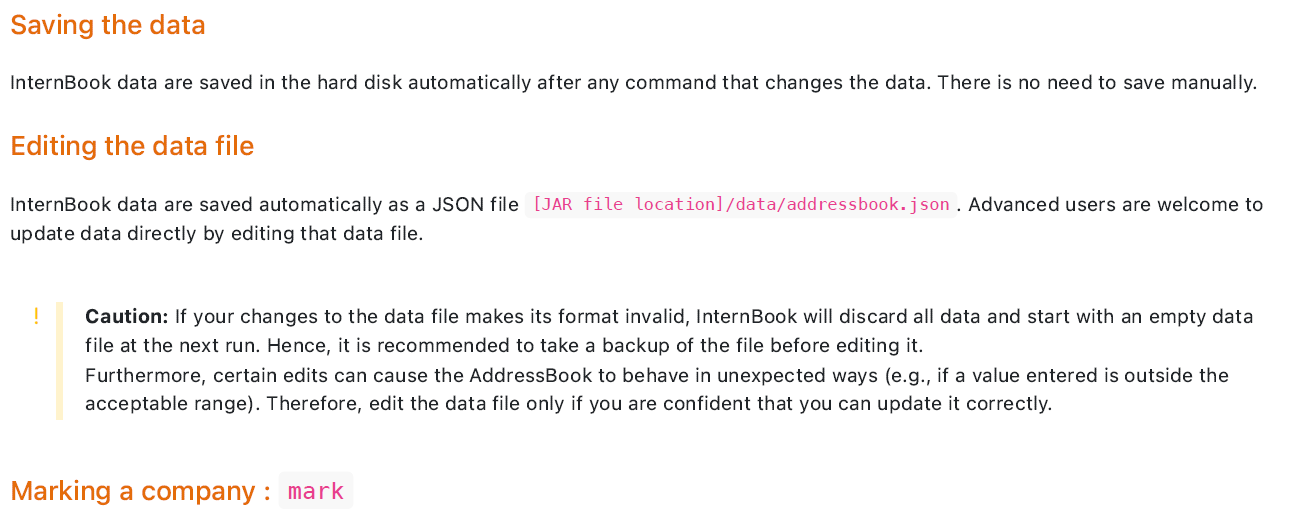 Saving the data
InternBook data are saved in the hard disk automatically after any command that changes the data. There is no need to save manually.
Editing the data file
InternBook data are saved automatically as a JSON file [JAR file location]/data/addressbook.json. Advanced users are welcome to
update data directly by editing that data file.
! Caution: If your changes to the data file makes its format invalid, InternBook will discard all data and start with an empty data
file at the next run. Hence, it is recommended to take a backup of the file before editing it.
Furthermore, certain edits can cause the AddressBook to behave in unexpected ways (e.g., if a value entered is outside the
acceptable range). Therefore, edit the data file only if you are confident that you can update it correctly.
Marking a company : mark